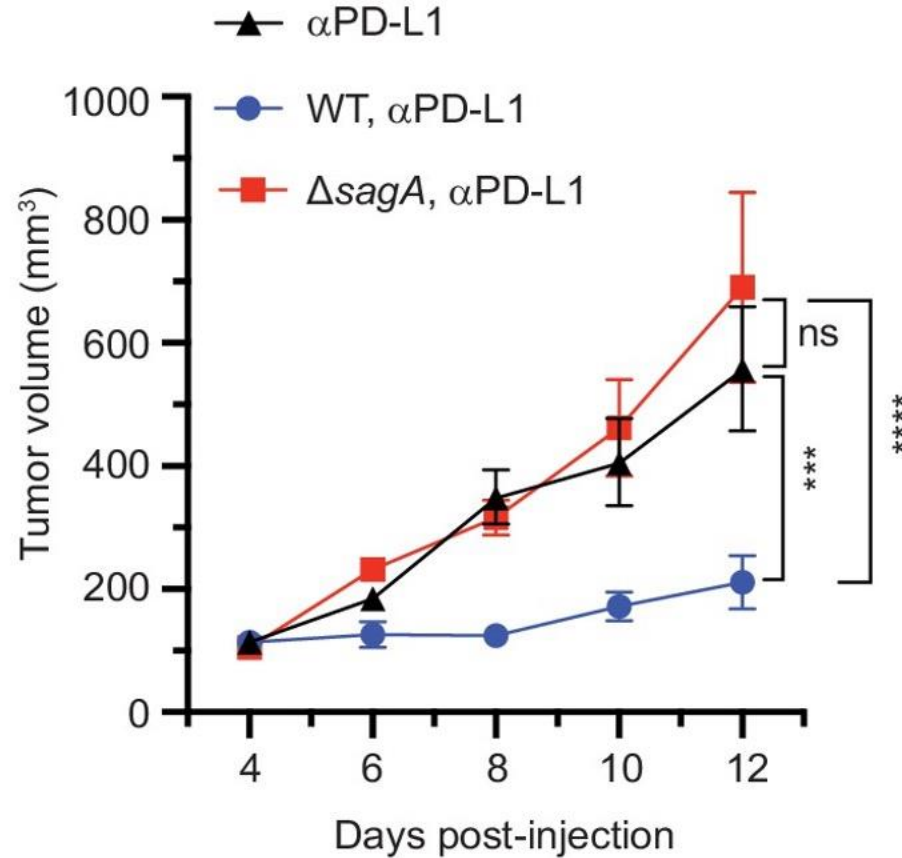 αPD-L1
WT, αPD-L1
ΔsagA, αPD-L1
1000
800
600
400
200
0
Tumor volume (mm³)
ns
***
****
4 6 8 10 12
Days post-injection